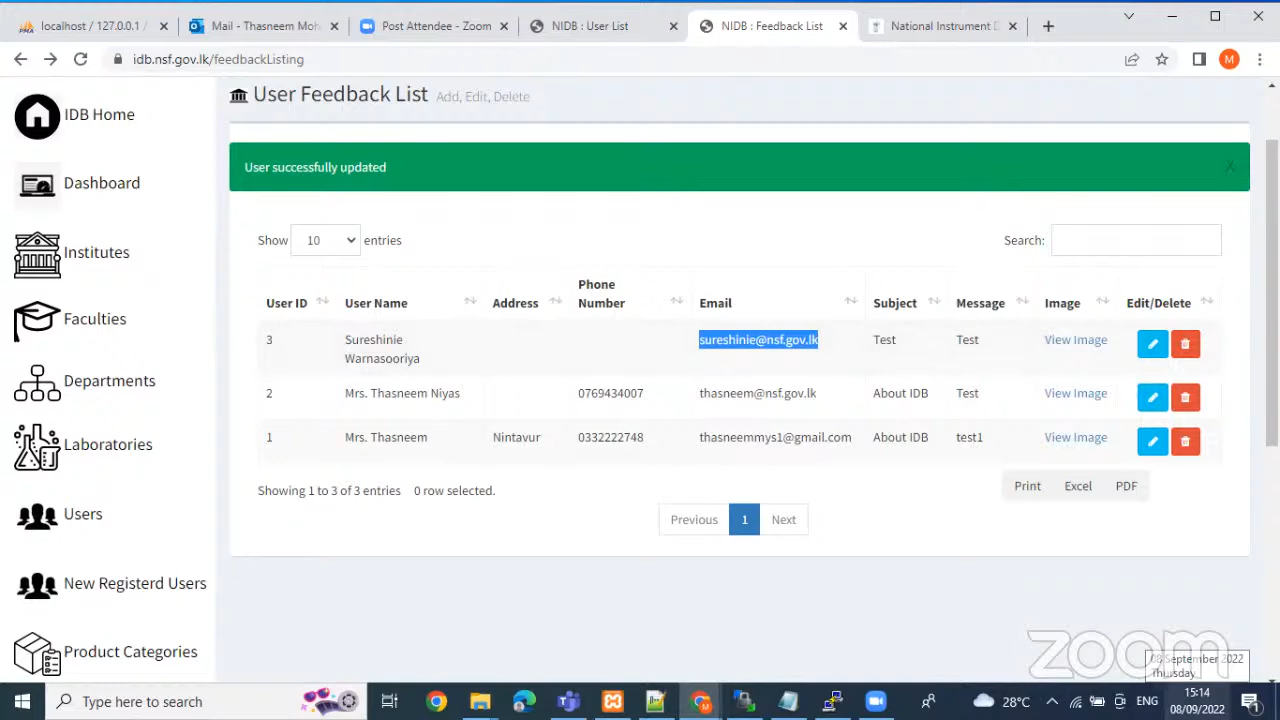 localhost / 127.0.0.1 /
Mail - Thasneem Moh
Post Attendee - Zoom
NIDB : User List
NIDB : Feedback List
National Instrument D
idb.nsf.gov.lk/feedbackListing
M
IDB Home
Dashboard
Institutes
Faculties
Departments
Laboratories
Users
New Registerd Users
Product Categories
User Feedback List Add, Edit, Delete
User successfully updated
X
Show 10 entries
Search:
User ID User Name Address Phone Number Email Subject Message Image Edit/Delete
3 Sureshinie Warnasooriya sureshinie@nsf.gov.lk Test Test View Image
2 Mrs. Thasneem Niyas 0769434007 thasneem@nsf.gov.lk About IDB Test View Image
1 Mrs. Thasneem Nintavur 0332222748 thasneemmys1@gmail.com About IDB test1 View Image
Showing 1 to 3 of 3 entries 0 row selected.
Print Excel PDF
Previous 1 Next
zoom
08 September 2022
Thursday
Type here to search
28°C
ENG
15:14
08/09/2022
1